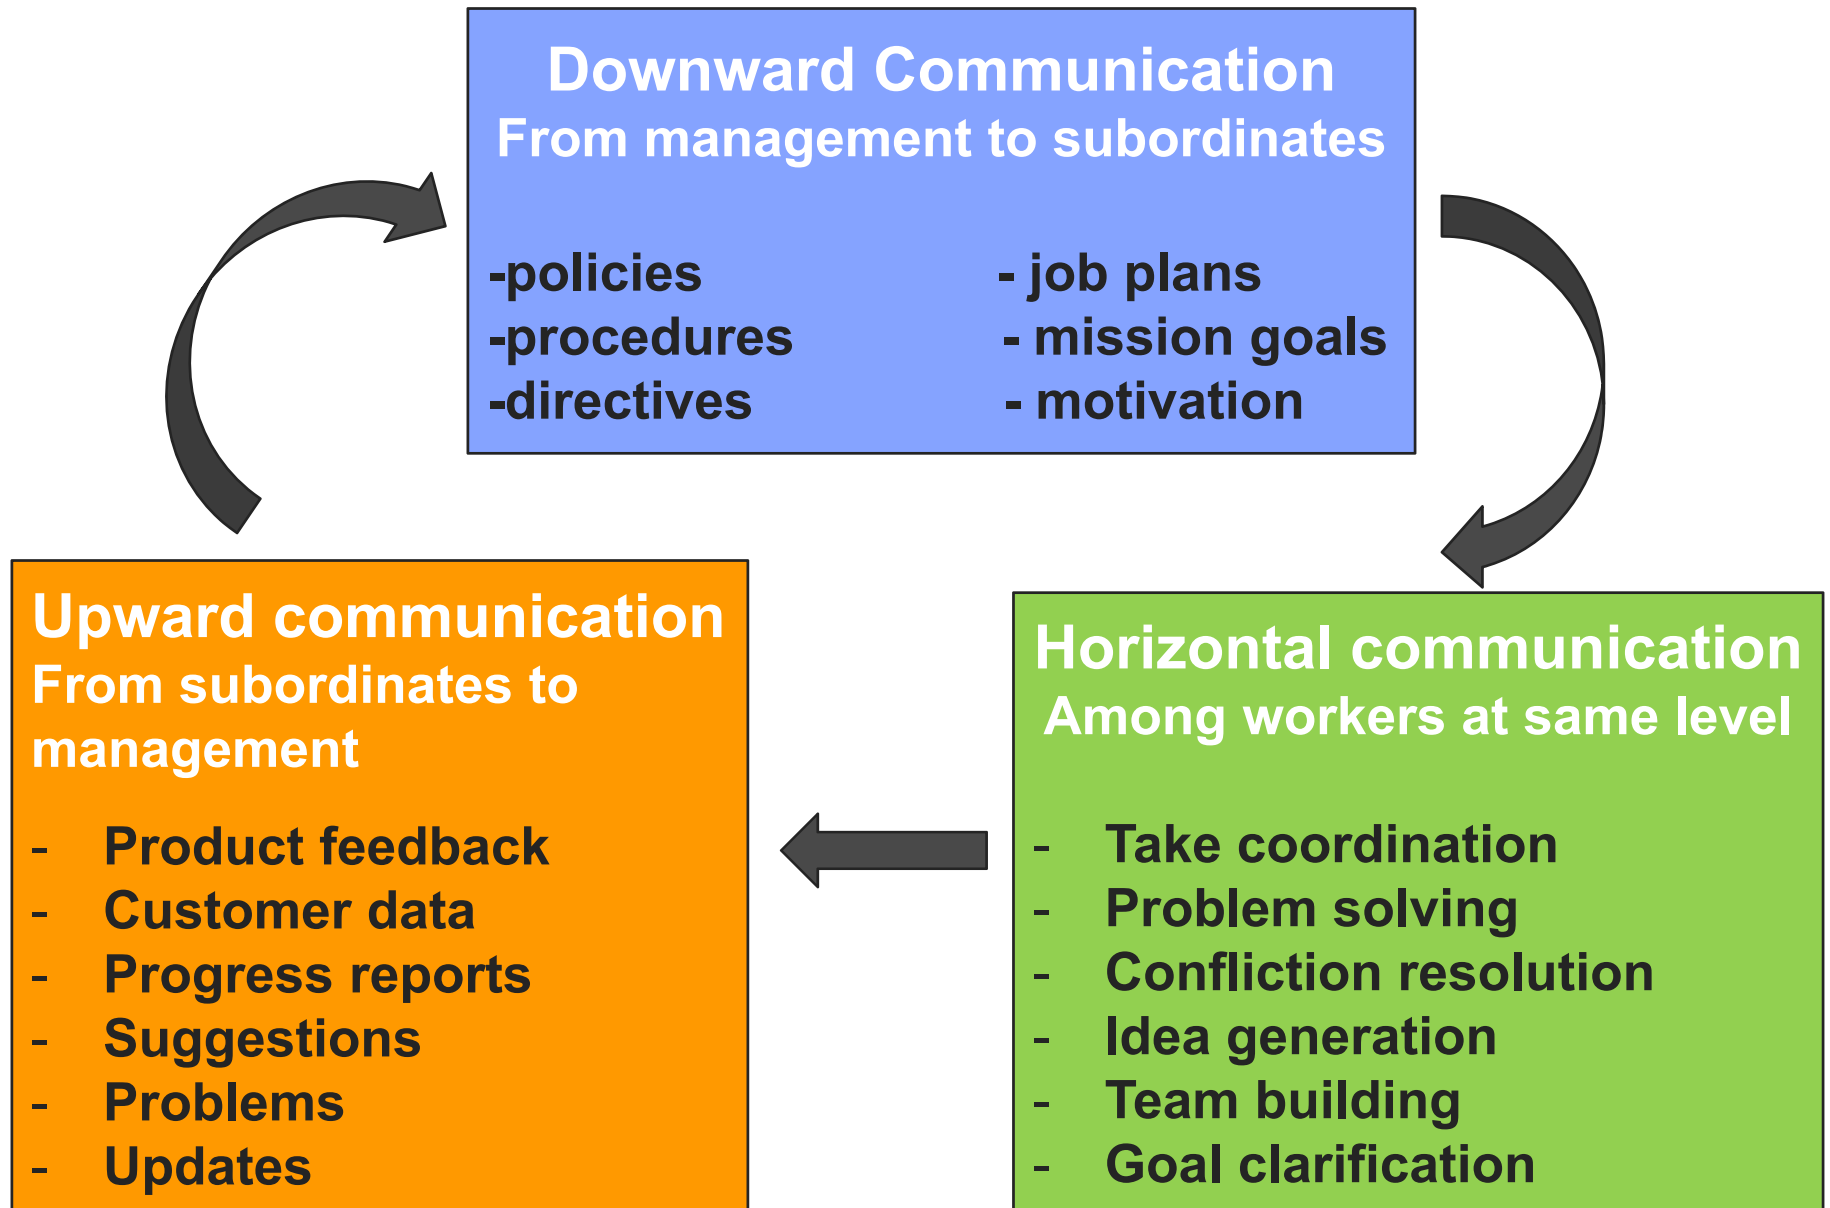 Downward Communication
From management to subordinates
-policies
-procedures
-directives
- job plans
- mission goals
- motivation
Upward communication
From subordinates to
management
- Product feedback
- Customer data
- Progress reports
- Suggestions
- Problems
- Updates
Horizontal communication
Among workers at same level
- Take coordination
- Problem solving
- Confliction resolution
- Idea generation
- Team building
- Goal clarification